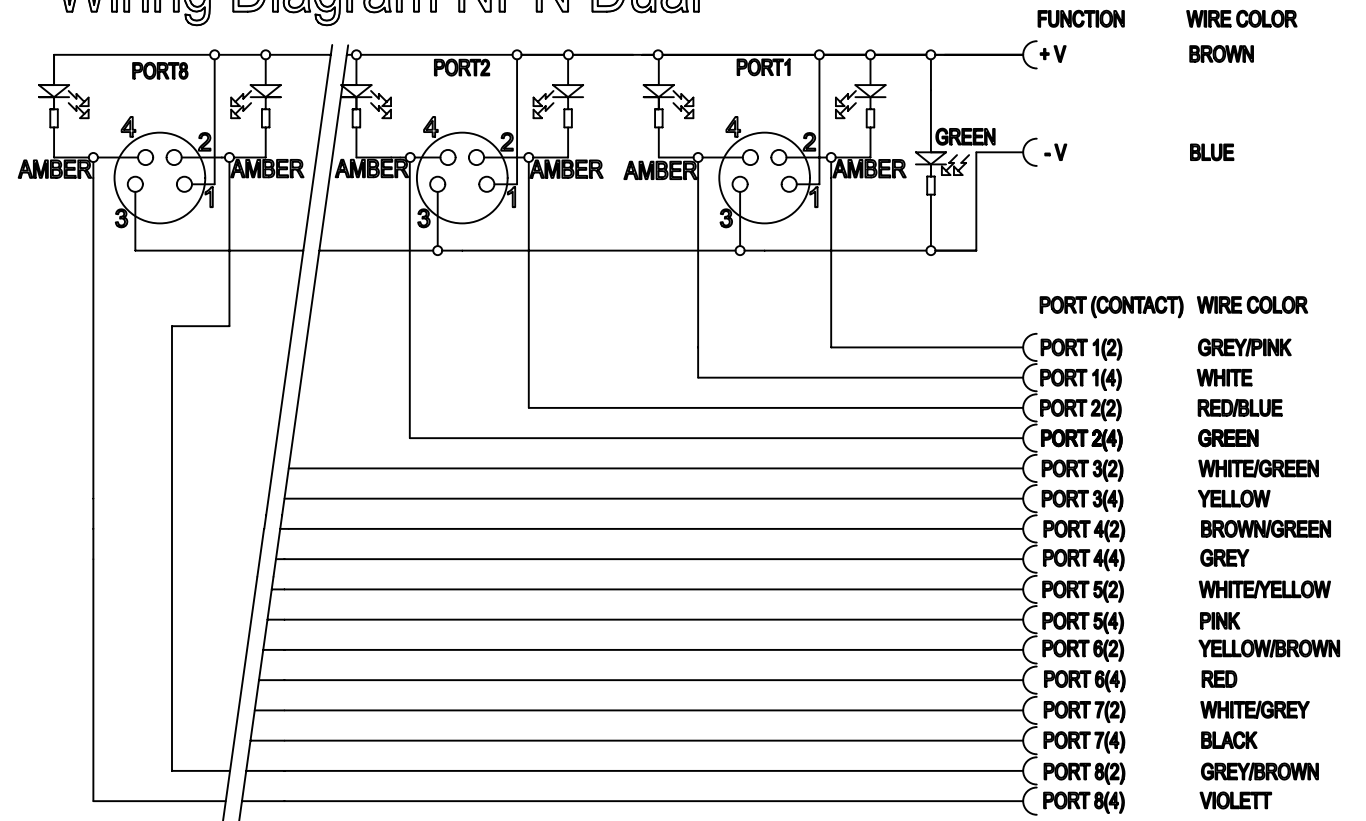 Wiring Diagram NPN Dual
FUNCTION WIRE COLOR
+ V BROWN
- V BLUE
PORT8 PORT2 PORT1
4 2 4 2 4 2
GREEN
AMBER AMBER AMBER AMBER AMBER AMBER
3 1 3 1 3 1
PORT (CONTACT) WIRE COLOR
PORT 1(2) GREY/PINK
PORT 1(4) WHITE
PORT 2(2) RED/BLUE
PORT 2(4) GREEN
PORT 3(2) WHITE/GREEN
PORT 3(4) YELLOW
PORT 4(2) BROWN/GREEN
PORT 4(4) GREY
PORT 5(2) WHITE/YELLOW
PORT 5(4) PINK
PORT 6(2) YELLOW/BROWN
PORT 6(4) RED
PORT 7(2) WHITE/GREY
PORT 7(4) BLACK
PORT 8(2) GREY/BROWN
PORT 8(4) VIOLETT